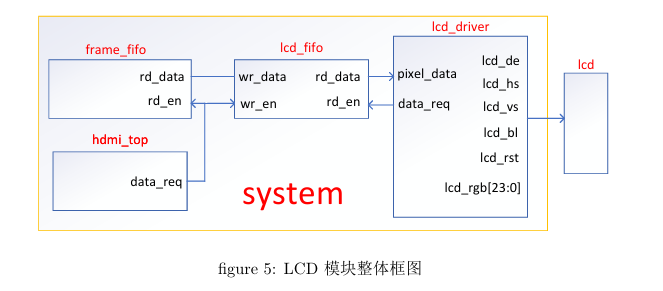 lcd_driver
frame_fifo
lcd_fifo
lcd
rd_data
rd_en
wr_data
wr_en
rd_data
rd_en
pixel_data
data_req
lcd_de
lcd_hs
lcd_vs
lcd_bl
lcd_rst
lcd_rgb[23:0]
hdmi_top
data_req
system
figure 5: LCD 模块整体框图